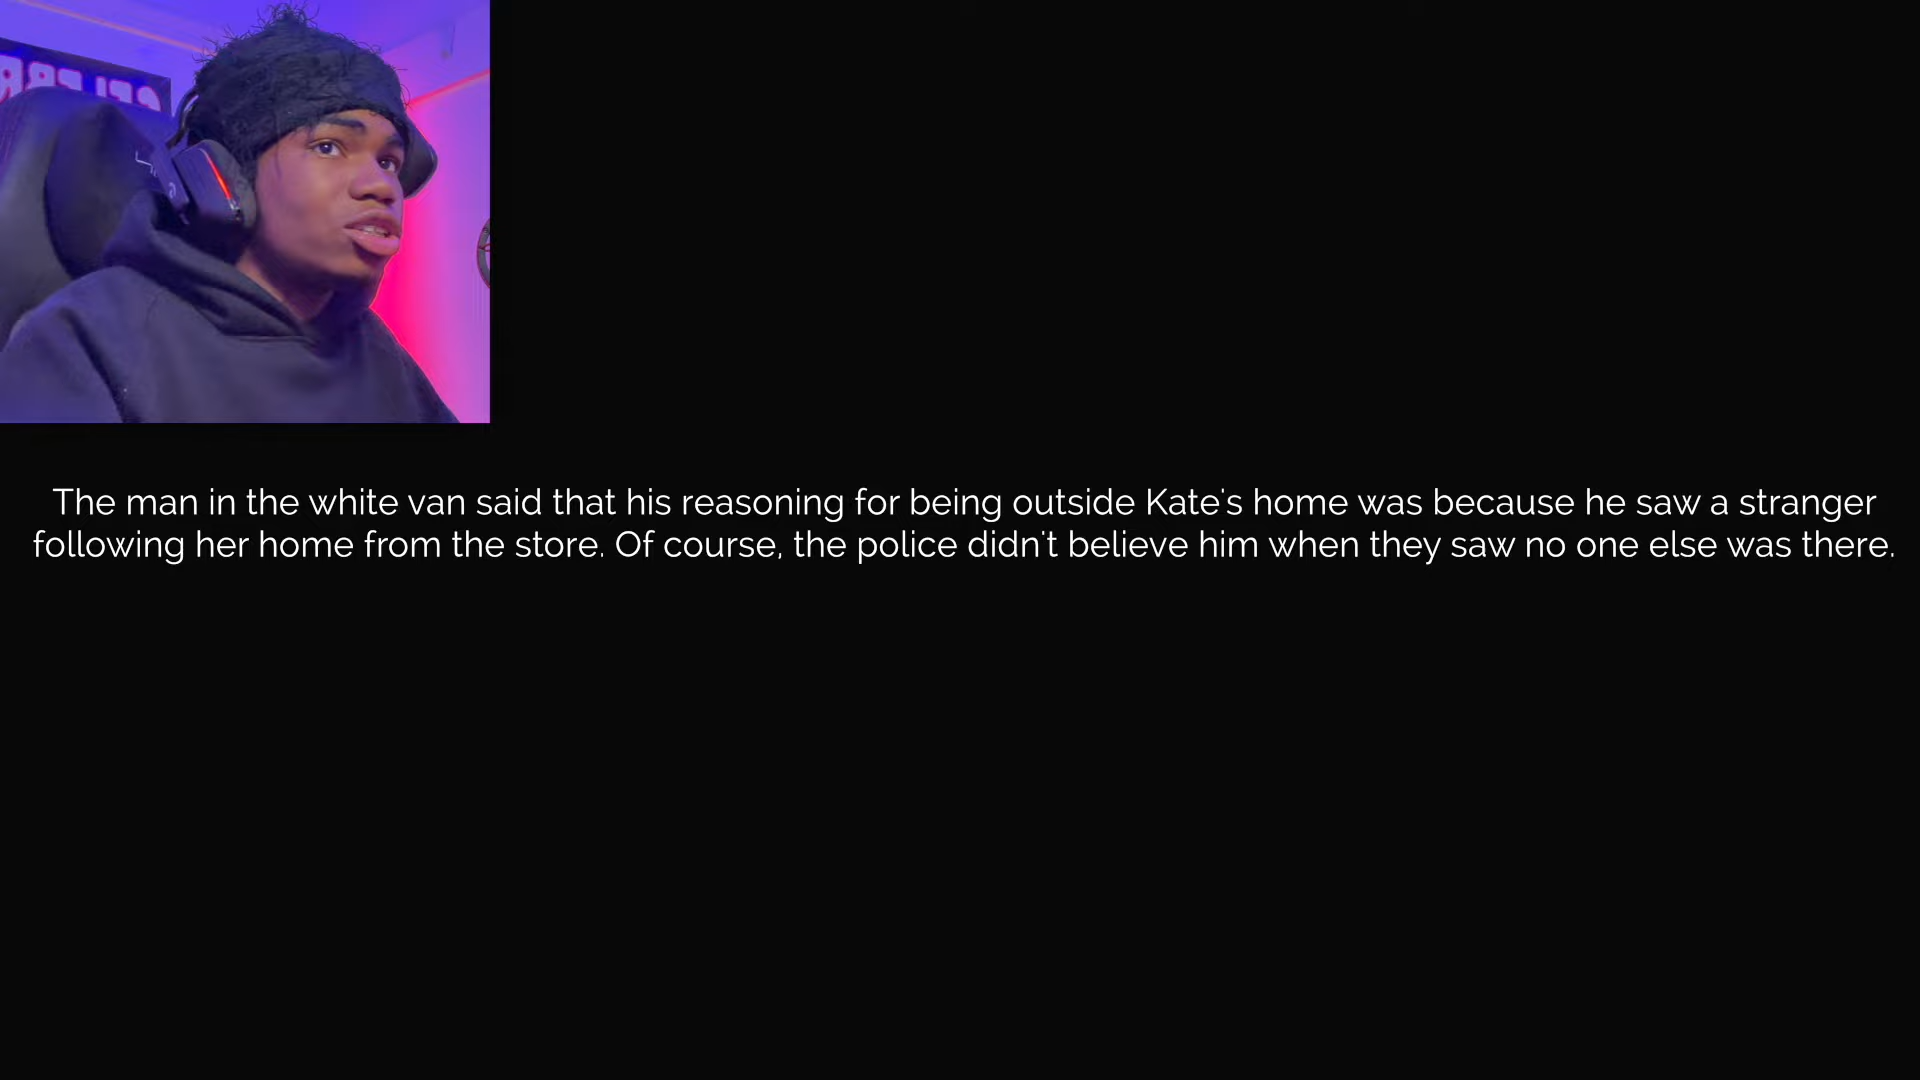 The man in the white van said that his reasoning for being outside Kate's home was because he saw a stranger
following her home from the store. Of course, the police didn't believe him when they saw no one else was there.